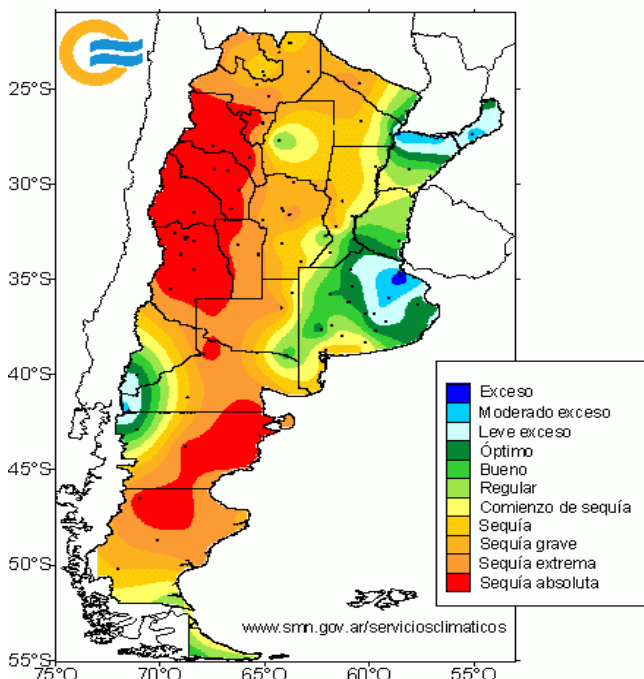 25°S
30°S
35°S
40°S
45°S
50°S
55°S
75°O
70°O
65°O
60°O
55°O
Exceso
Moderado exceso
Leve exceso
Óptimo
Bueno
Regular
Comienzo de sequía
Sequía
Sequía grave
Sequía extrema
Sequía absoluta
www.smn.gov.ar/serviciosclimaticos